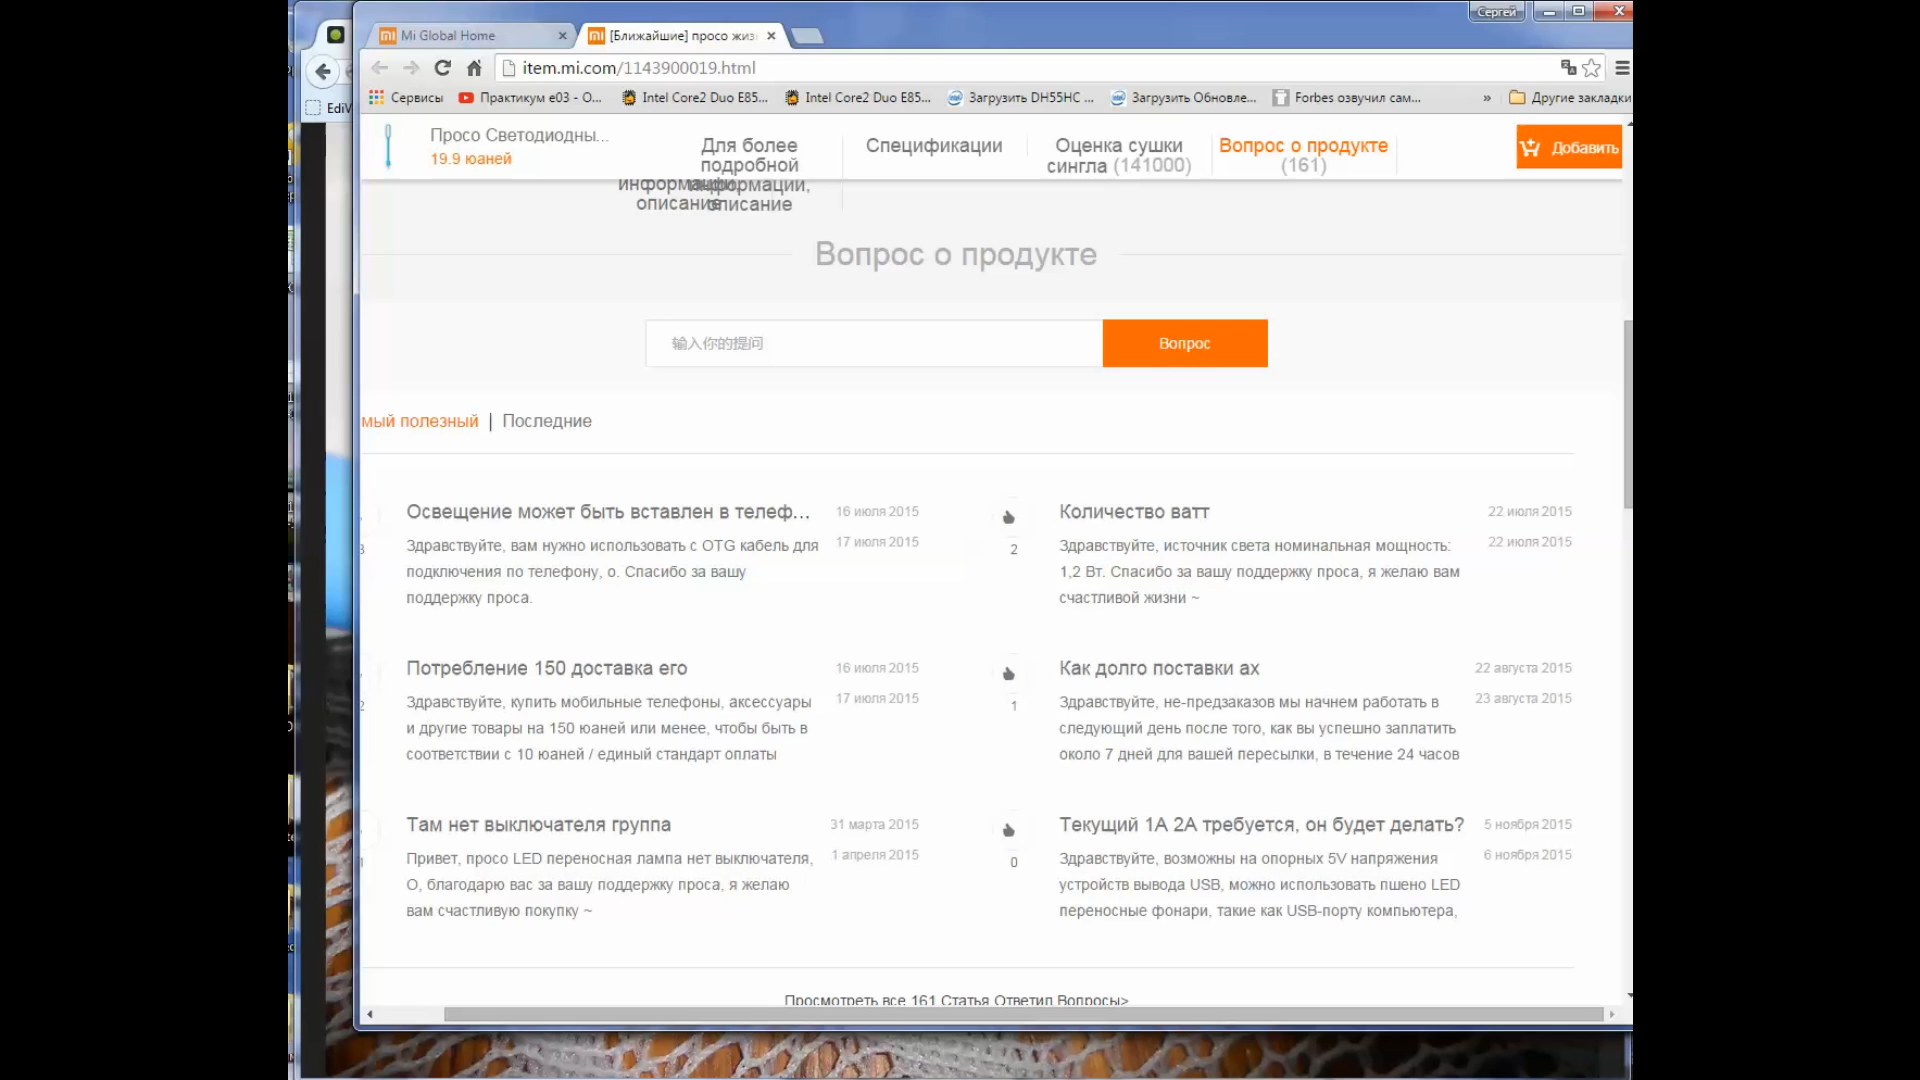 Сергей
Mi Global Home
[Ближайшие] просо жиз
item.mi.com/1143900019.html
EdiV
Сервисы
Практикум e03 - О...
Intel Core2 Duo E85...
Intel Core2 Duo E85...
Загрузить DH55HC ...
Загрузить Обновле...
Forbes озвучил сам...
»
Другие закладки
Просо Светодиодны...
19.9 юаней
Для более
подробной
информации,
описание
Спецификации
Оценка сушки
сингла (141000)
Вопрос о продукте
(161)
Добавить
Вопрос о продукте
输入你的提问
Вопрос
мый полезный | Последние
Освещение может быть вставлен в телеф...
16 июля 2015
Здравствуйте, вам нужно использовать с OTG кабель для
17 июля 2015
подключения по телефону, о. Спасибо за вашу
поддержку проса.
3
Количество ватт
22 июля 2015
Здравствуйте, источник света номинальная мощность:
22 июля 2015
1,2 Вт. Спасибо за вашу поддержку проса, я желаю вам
счастливой жизни ~
2
Потребление 150 доставка его
16 июля 2015
Здравствуйте, купить мобильные телефоны, аксессуары
17 июля 2015
и другие товары на 150 юаней или менее, чтобы быть в
соответствии с 10 юаней / единый стандарт оплаты
2
Как долго поставки ах
22 августа 2015
Здравствуйте, не-предзаказов мы начнем работать в
23 августа 2015
следующий день после того, как вы успешно заплатить
около 7 дней для вашей пересылки, в течение 24 часов
1
Там нет выключателя группа
31 марта 2015
Привет, просо LED переносная лампа нет выключателя,
1 апреля 2015
О, благодарю вас за вашу поддержку проса, я желаю
вам счастливую покупку ~
1
Текущий 1A 2A требуется, он будет делать?
5 ноября 2015
Здравствуйте, возможны на опорных 5V напряжения
6 ноября 2015
устройств вывода USB, можно использовать пшено LED
переносные фонари, такие как USB-порту компьютера,
0
Просмотреть все 161 Статья Ответил Вопросы>